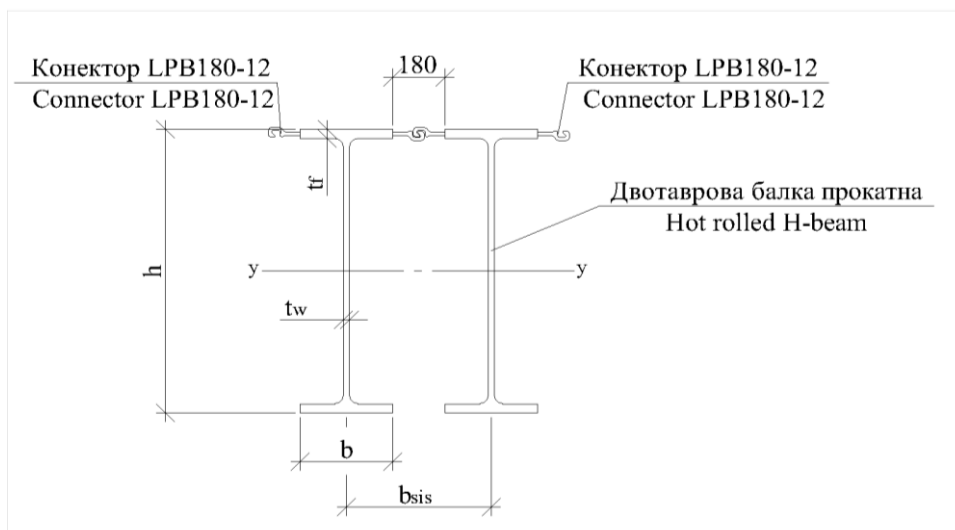 Конектор LPB180-12
Connector LPB180-12
180
Конектор LPB180-12
Connector LPB180-12
tf
Двотаврова балка прокатна
Hot rolled H-beam
h
y
y
tw
b
bsis